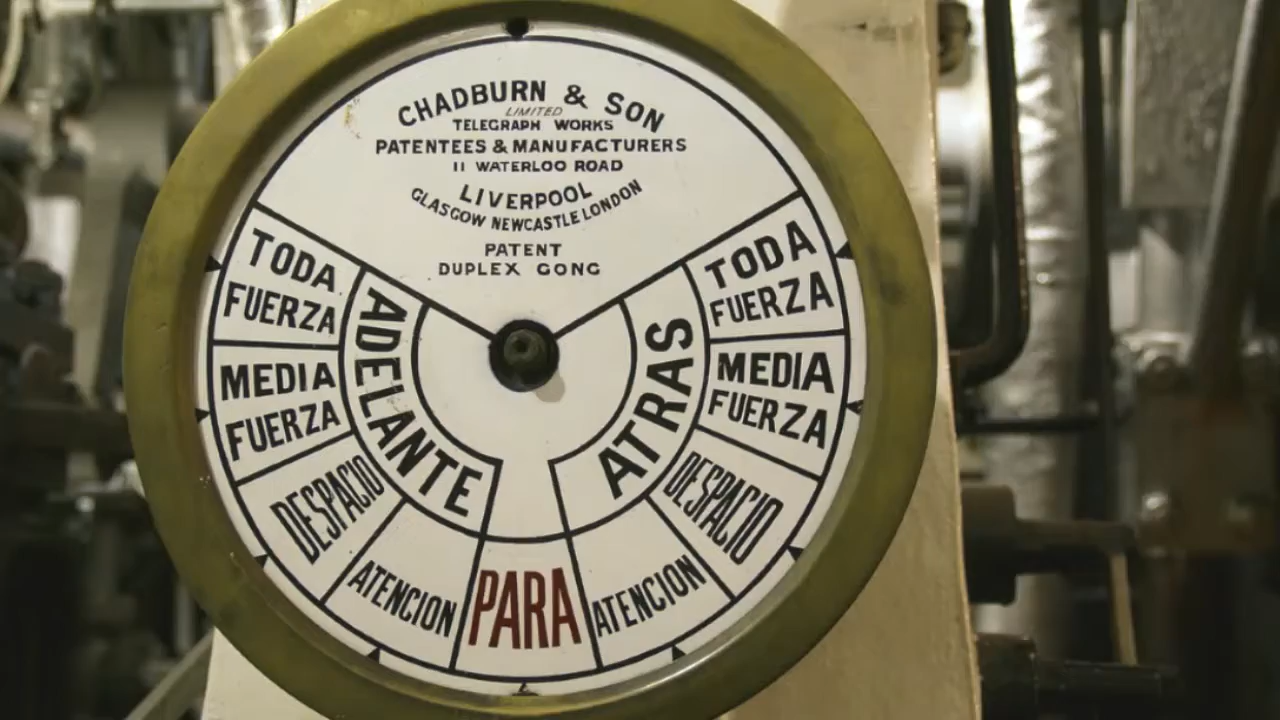 CHADBURN & SON
LIMITED
TELEGRAPH WORKS
PATENTEES & MANUFACTURERS
11 WATERLOO ROAD
LIVERPOOL
GLASGOW NEWCASTLE LONDON
PATENT
DUPLEX GONG
TODA
FUERZA
MEDIA
FUERZA
DESPACIO
ATENCION
ADELANTE
PARA
ATRAS
TODA
FUERZA
MEDIA
FUERZA
DESPACIO
ATENCION